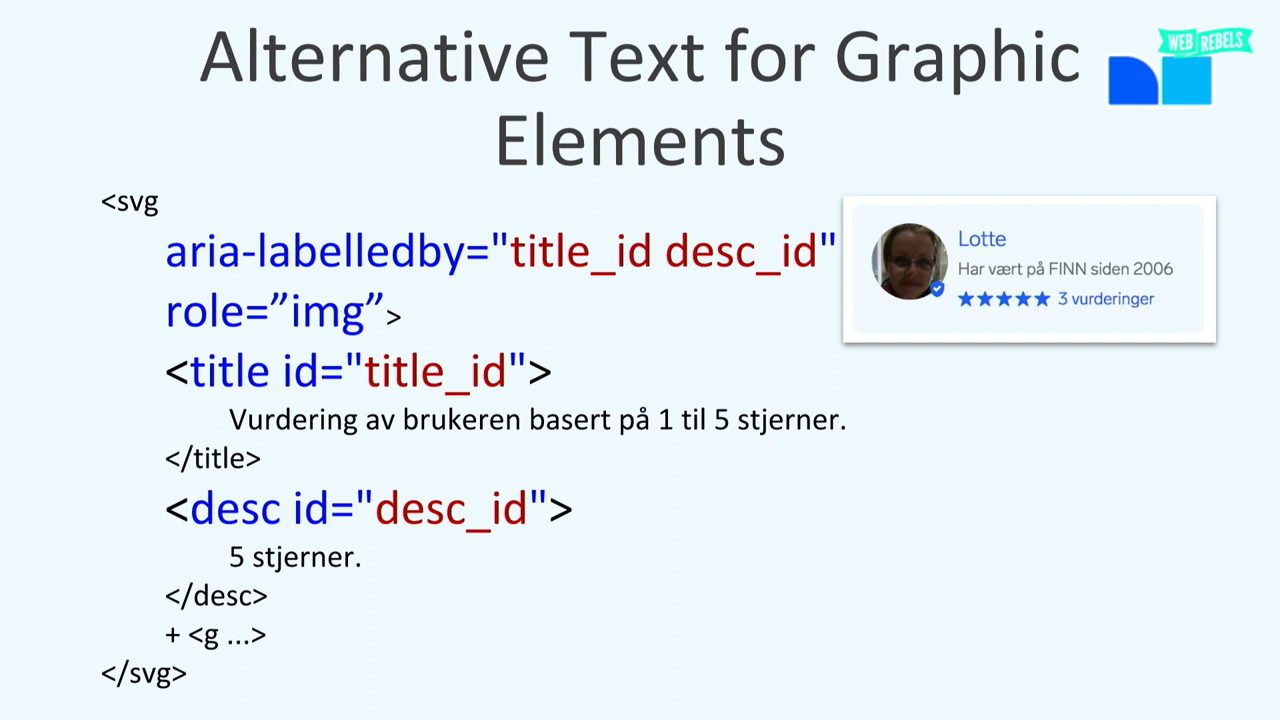 Alternative Text for Graphic
Elements
WEB REBELS
<svg
aria-labelledby="title_id desc_id"
role=”img”>
<title id="title_id">
Vurdering av brukeren basert på 1 til 5 stjerner.
</title>
<desc id="desc_id">
5 stjerner.
</desc>
+ <g ...>
</svg>
Lotte
Har vært på FINN siden 2006
★★★★★ 3 vurderinger